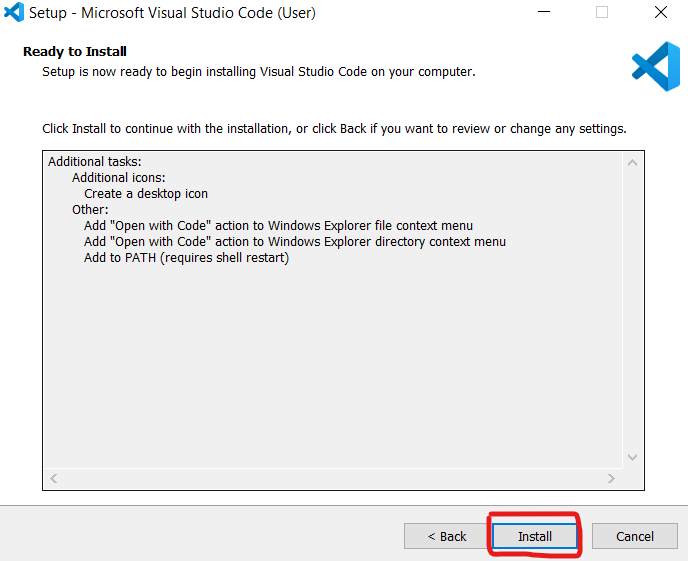 Setup - Microsoft Visual Studio Code (User)
Ready to Install
Setup is now ready to begin installing Visual Studio Code on your computer.
Click Install to continue with the installation, or click Back if you want to review or change any settings.
Additional tasks:
Additional icons:
Create a desktop icon
Other:
Add "Open with Code" action to Windows Explorer file context menu
Add "Open with Code" action to Windows Explorer directory context menu
Add to PATH (requires shell restart)
< Back Install Cancel